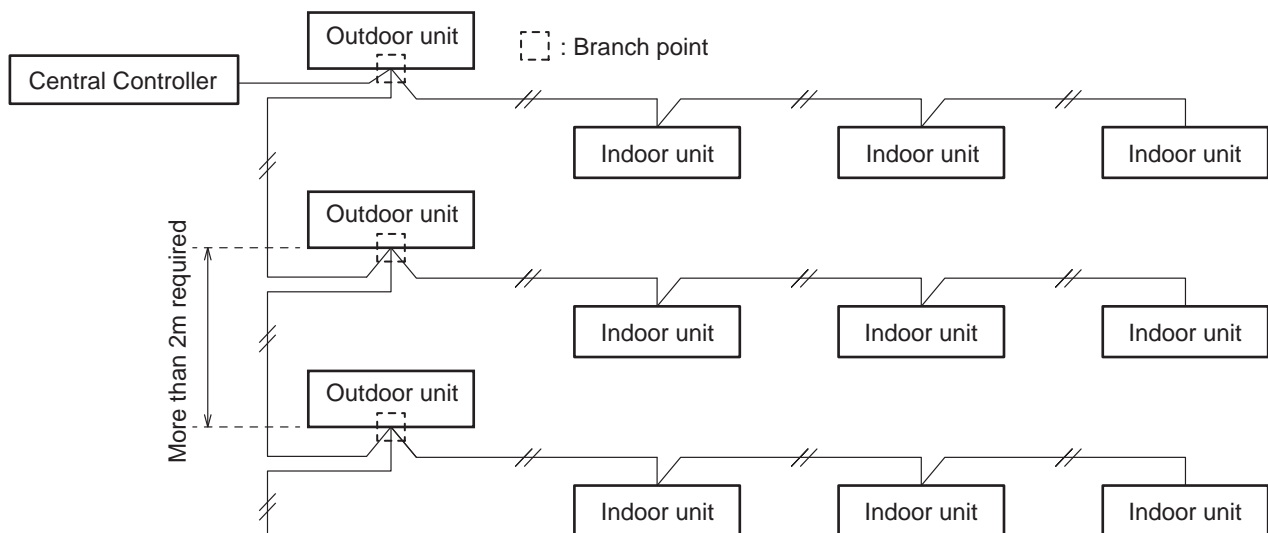 Outdoor unit
: Branch point
Central Controller
Indoor unit
Indoor unit
Indoor unit
Outdoor unit
More than 2m required
Indoor unit
Indoor unit
Indoor unit
Outdoor unit
Indoor unit
Indoor unit
Indoor unit